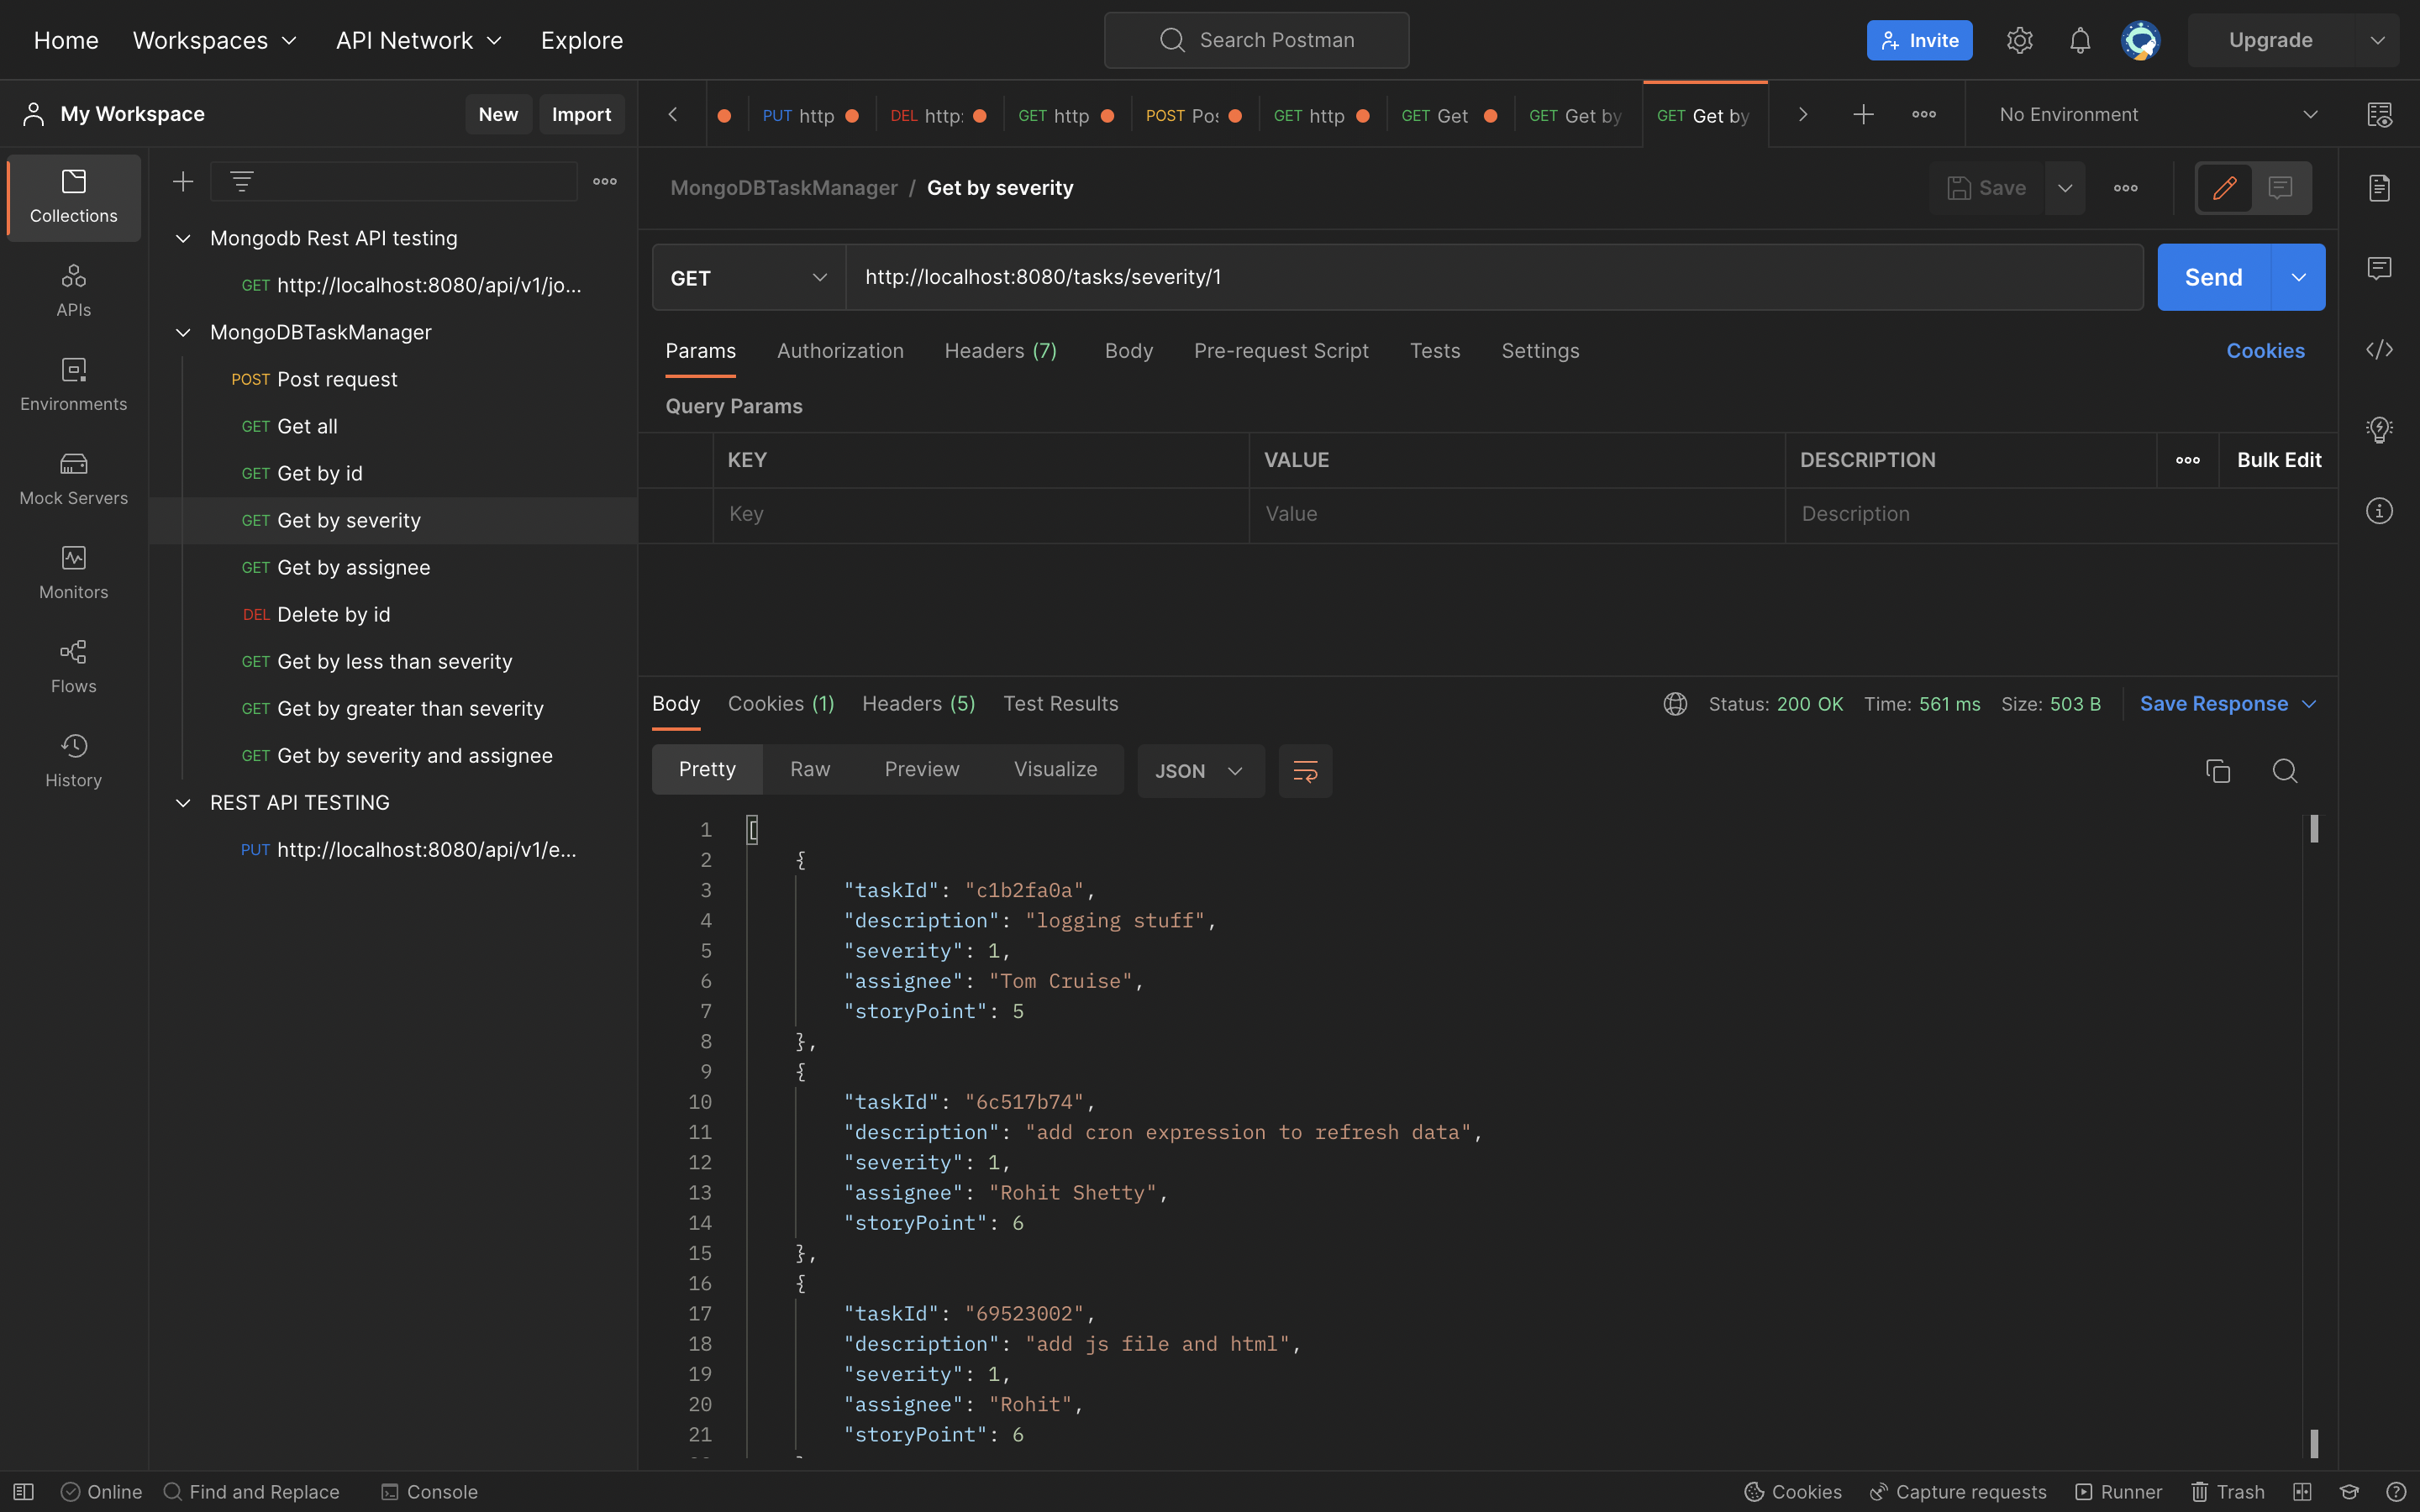 Home Workspaces API Network Explore Search Postman Invite Upgrade
My Workspace New Import
PUT http DEL http: GET http POST Pos GET http GET Get GET Get by GET Get by No Environment
Collections
APIs
Environments
Mock Servers
Monitors
Flows
History
Mongodb Rest API testing
GET http://localhost:8080/api/v1/jo...
MongoDBTaskManager
POST Post request
GET Get all
GET Get by id
GET Get by severity
GET Get by assignee
DEL Delete by id
GET Get by less than severity
GET Get by greater than severity
GET Get by severity and assignee
REST API TESTING
PUT http://localhost:8080/api/v1/e...
MongoDBTaskManager / Get by severity Save
GET http://localhost:8080/tasks/severity/1 Send
Params Authorization Headers (7) Body Pre-request Script Tests Settings Cookies
Query Params
KEY VALUE DESCRIPTION Bulk Edit
Key Value Description
Body Cookies (1) Headers (5) Test Results Status: 200 OK Time: 561 ms Size: 503 B Save Response
Pretty Raw Preview Visualize JSON
1 [
2 {
3 "taskId": "c1b2fa0a",
4 "description": "logging stuff",
5 "severity": 1,
6 "assignee": "Tom Cruise",
7 "storyPoint": 5
8 },
9 {
10 "taskId": "6c517b74",
11 "description": "add cron expression to refresh data",
12 "severity": 1,
13 "assignee": "Rohit Shetty",
14 "storyPoint": 6
15 },
16 {
17 "taskId": "69523002",
18 "description": "add js file and html",
19 "severity": 1,
20 "assignee": "Rohit",
21 "storyPoint": 6
Online Find and Replace Console Cookies Capture requests Runner Trash